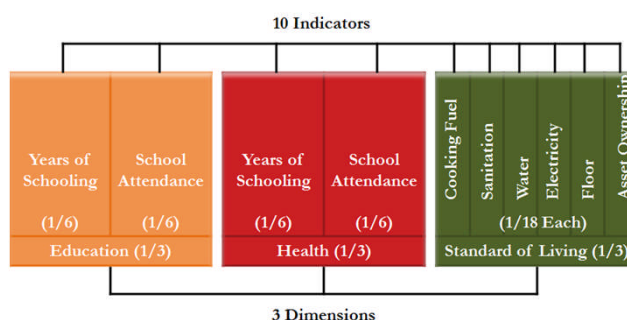 10 Indicators
Years of
Schooling
(1/6)
School
Attendance
(1/6)
Education (1/3)
Years of
Schooling
(1/6)
School
Attendance
(1/6)
Health (1/3)
Cooking Fuel
Sanitation
Water
Electricity
Floor
Asset Ownership
(1/18 Each)
Standard of Living (1/3)
3 Dimensions